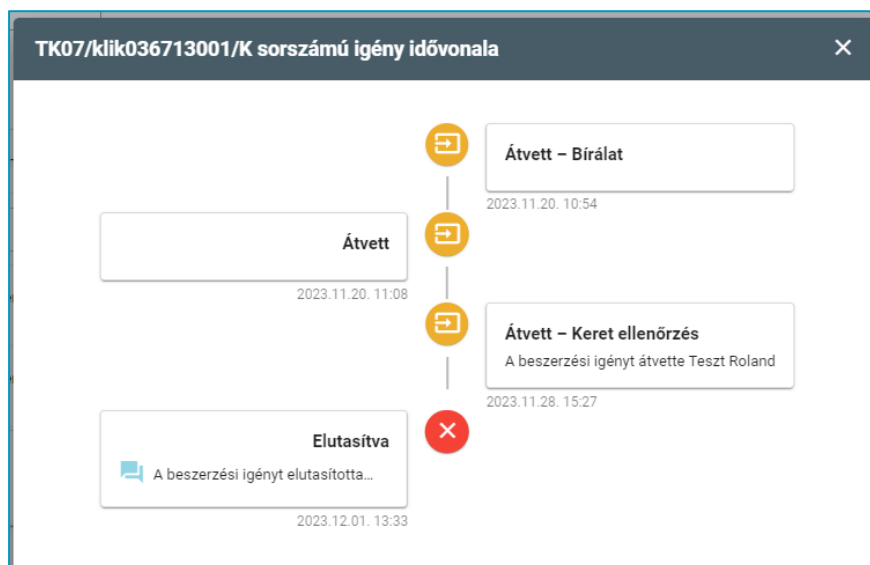 TK07/klik036713001/K sorszámú igény idővonala
Átvett – Bírálat
2023.11.20. 10:54
Átvett
2023.11.20. 11:08
Átvett – Keret ellenőrzés
A beszerzési igényt átvette Teszt Roland
2023.11.28. 15:27
Elutasítva
A beszerzési igényt elutasította...
2023.12.01. 13:33